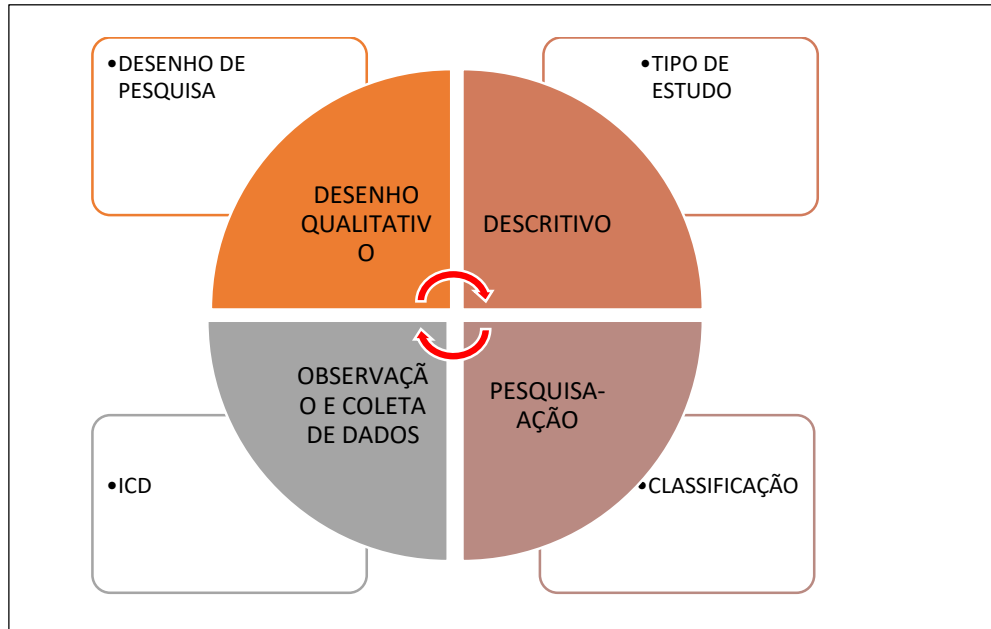 •DESENHO DE
PESQUISA
•TIPO DE
ESTUDO
DESENHO
QUALITATIV
O
DESCRITIVO
OBSERVAÇÃ
O E COLETA
DE DADOS
PESQUISA-
AÇÃO
•ICD
•CLASSIFICAÇÃO